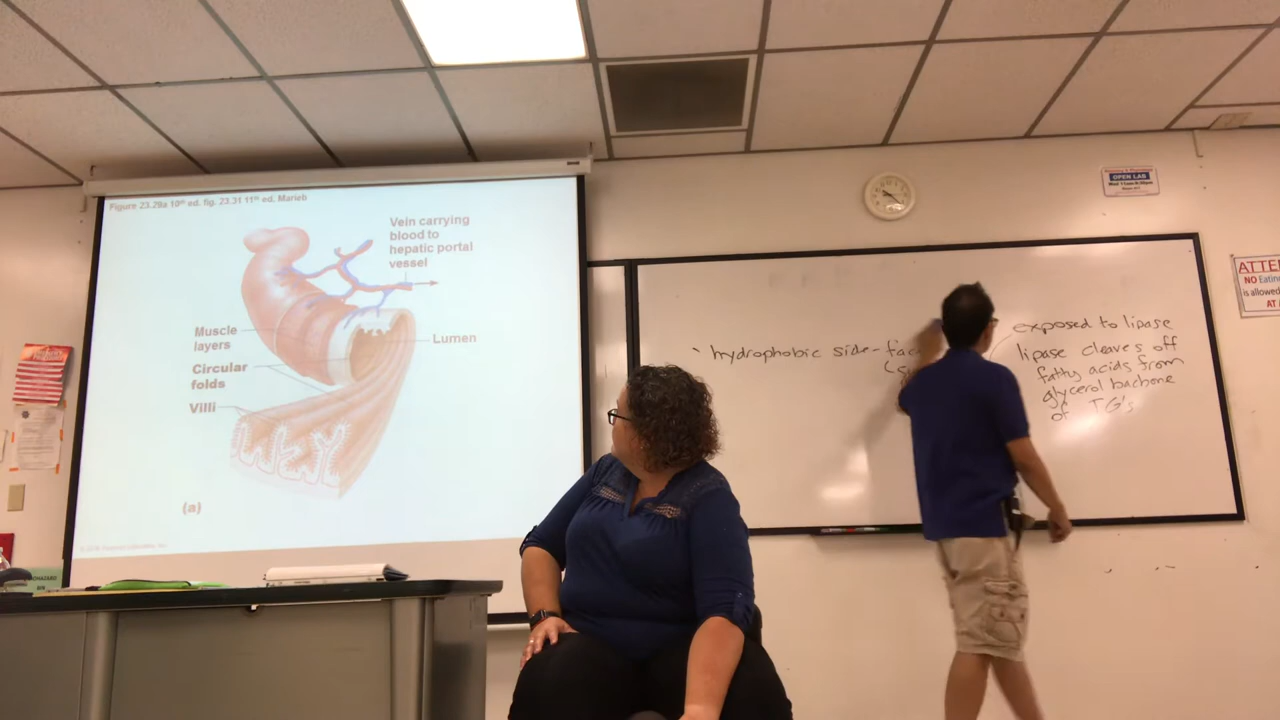 Figure 23.29a 10th ed. fig. 23.31 11th ed. Marieb
Vein carrying
blood to
hepatic portal
vessel
Muscle
layers
Lumen
Circular
folds
Villi
(a)
hydrophobic side-fac
exposed to lipase
lipase cleaves off
fatty acids from
glycerol backbone
of TG's
OPEN LAB
ATTE
NO Eatin
is allowed
AT